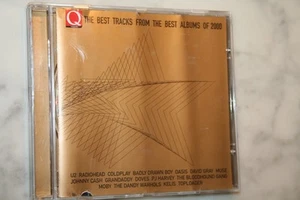 Q
THE BEST TRACKS FROM THE BEST ALBUMS OF 2000
U2 RADIOHEAD COLDPLAY BADLY DRAWN BOY OASIS DAVID GRAY MUSE
JOHNNY CASH GRANDADDY DOVES PJ HARVEY THE BLOODHOUND GANG
MOBY THE DANDY WARHOLS KELIS TOPLOADER